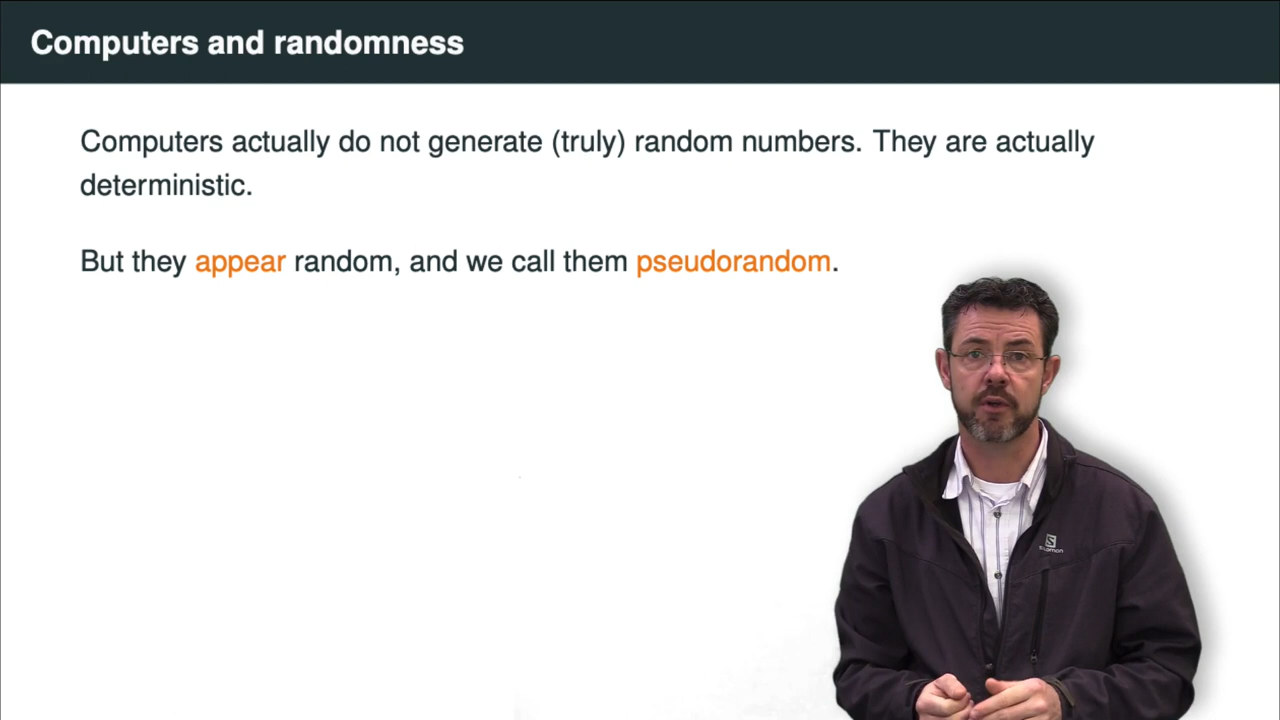 Computers and randomness
Computers actually do not generate (truly) random numbers. They are actually
deterministic.
But they appear random, and we call them pseudorandom.
S
salomon